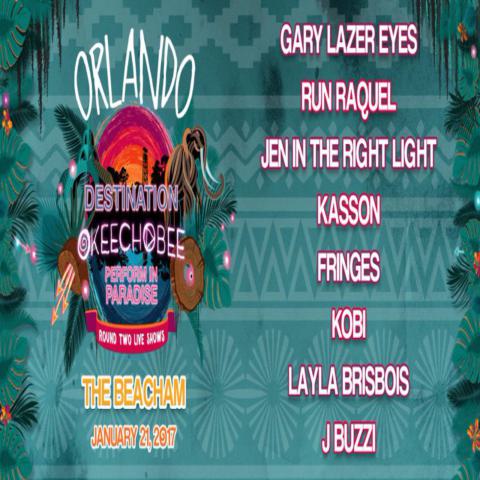 ORLANDO
DESTINATION
OKEECHOBEE
PERFORM IN
PARADISE
ROUND TWO LIVE SHOWS
THE BEACHAM
JANUARY 21, 2017
GARY LAZER EYES
RUN RAQUEL
JEN IN THE RIGHT LIGHT
KASSON
FRINGES
KOBI
LAYLA BRISBOIS
J BUZZI